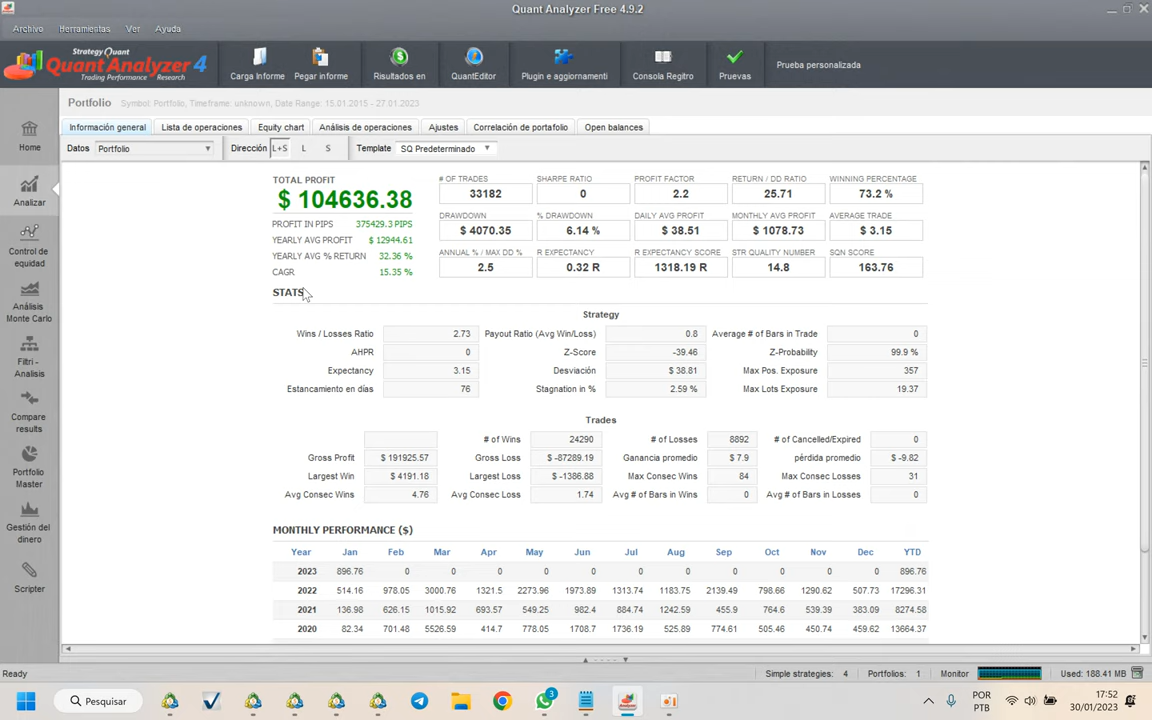 Quant Analyzer Free 4.9.2
Archivo Herramientas Ver Ayuda
StrategyQuant
QuantAnalyzer 4
Trading Performance Research
Carga Informe Pegar informe Risultados en QuantEditor Plugin e aggiornamenti Consola Regitro Pruevas Prueba personalizada
Portfolio Symbol: Portfolio, Timeframe: unknown, Date Range: 15.01.2015 - 27.01.2023
Información general Lista de operaciones Equity chart Análisis de operaciones Ajustes Correlación de portafolio Open balances
Datos Portfolio Dirección L+S L S Template SQ Predeterminado
Home
Analizar
Control de
equidad
Análisis
Monte Carlo
Filtri -
Analisis
Compare
results
Portfolio
Master
Gestión del
dinero
Scripter
TOTAL PROFIT
$ 104636.38
PROFIT IN PIPS 375429.3 PIPS
YEARLY AVG PROFIT $ 12944.61
YEARLY AVG % RETURN 32.36 %
CAGR 15.35 %
# OF TRADES SHARPE RATIO PROFIT FACTOR RETURN / DD RATIO WINNING PERCENTAGE
33182 0 2.2 25.71 73.2 %
DRAWDOWN % DRAWDOWN DAILY AVG PROFIT MONTHLY AVG PROFIT AVERAGE TRADE
$ 4070.35 6.14 % $ 38.51 $ 1078.73 $ 3.15
ANNUAL % / MAX DD % R EXPECTANCY R EXPECTANCY SCORE STR QUALITY NUMBER SQN SCORE
2.5 0.32 R 1318.19 R 14.8 163.76
STATS
Strategy
Wins / Losses Ratio 2.73 Payout Ratio (Avg Win/Loss) 0.8 Average # of Bars in Trade 0
AHPR 0 Z-Score -39.46 Z-Probability 99.9 %
Expectancy 3.15 Desviación $ 38.81 Max Pos. Exposure 357
Estancamiento en días 76 Stagnation in % 2.59 % Max Lots Exposure 19.37
Trades
# of Wins 24290 # of Losses 8892 # of Cancelled/Expired 0
Gross Profit $ 191925.57 Gross Loss $ -87289.19 Ganancia promedio $ 7.9 pérdida promedio $ -9.82
Largest Win $ 4191.18 Largest Loss $ -1386.88 Max Consec Wins 84 Max Consec Losses 31
Avg Consec Wins 4.76 Avg Consec Loss 1.74 Avg # of Bars in Wins 0 Avg # of Bars in Losses 0
MONTHLY PERFORMANCE ($)
Year Jan Feb Mar Apr May Jun Jul Aug Sep Oct Nov Dec YTD
2023 896.76 0 0 0 0 0 0 0 0 0 0 0 896.76
2022 514.16 978.05 3000.76 1321.5 2273.96 1973.89 1313.74 1183.75 2139.49 798.66 1290.62 507.73 17296.31
2021 136.98 626.15 1015.92 693.57 549.25 982.4 884.74 1242.59 455.9 764.6 539.39 383.09 8274.58
2020 82.34 701.48 5526.59 414.7 778.05 1708.7 1736.19 525.89 774.61 505.46 450.74 459.62 13664.37
Ready Simple strategies: 4 Portfolios: 1 Monitor Used: 188.41 MB
Pesquisar 3 POR
PTB 17:52
30/01/2023